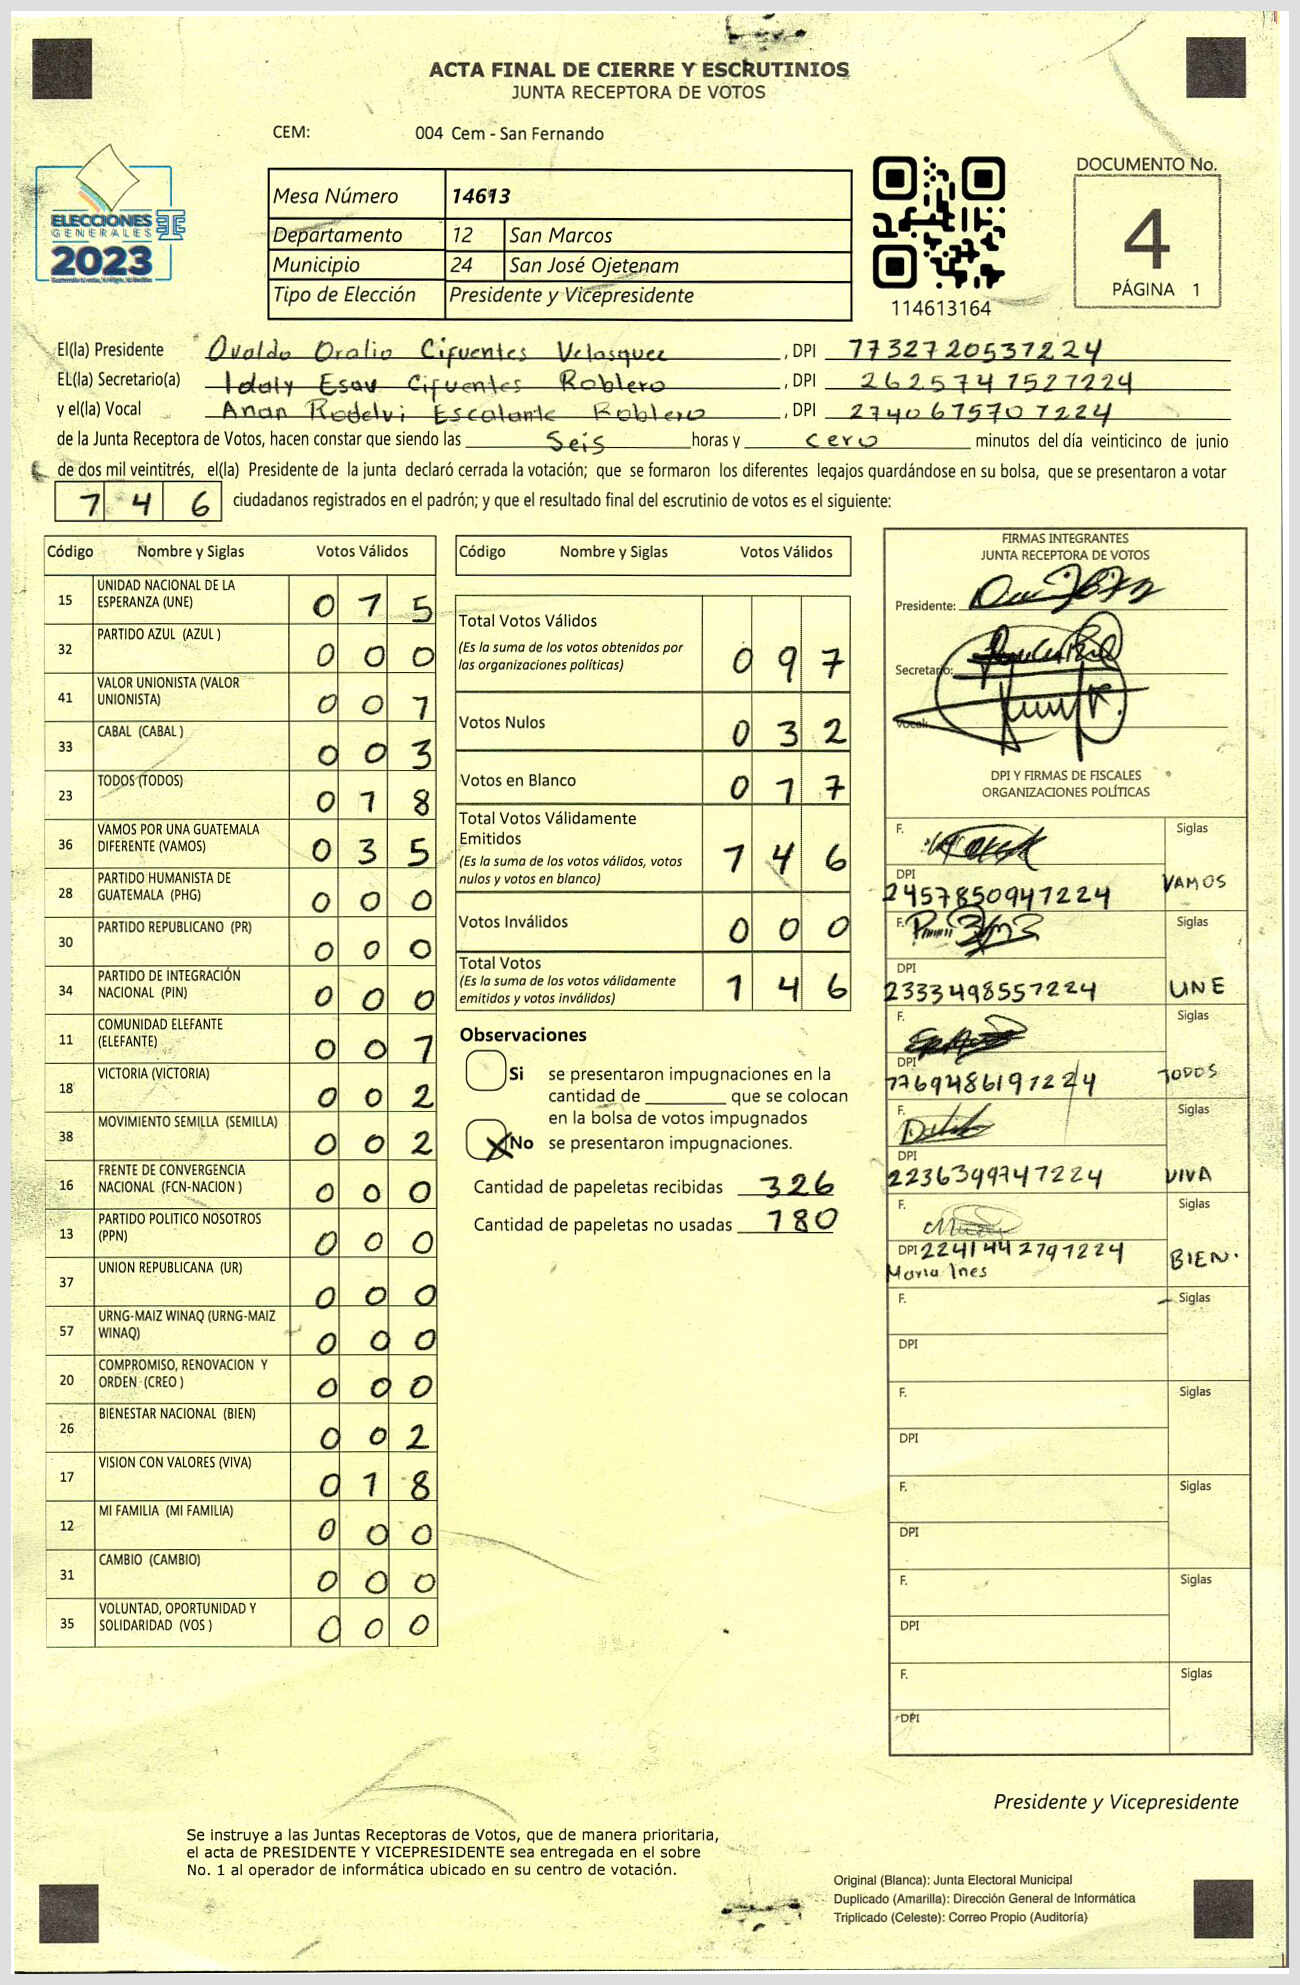 ACTA FINAL DE CIERRE Y ESCRUTINIOS
JUNTA RECEPTORA DE VOTOS
CEM: 004 Cem - San Fernando
ELECCIONES
GENERALES
2023
Mesa Número 14613
Departamento 12 San Marcos
Municipio 24 San José Ojetenam
Tipo de Elección Presidente y Vicepresidente
114613164
DOCUMENTO No.
4
PÁGINA 1
El(la) Presidente Ovaldo Oralio Cifuentes Velasquez , DPI
EL(la) Secretario(a) Idaly Esau Cifuentes Roblero , DPI
y el(la) Vocal Anan Rodelvi Escalante Roblero , DPI
de la Junta Receptora de Votos, hacen constar que siendo las Seis horas y cero minutos del día veinticinco de junio
de dos mil veintitrés, el(la) Presidente de la junta declaró cerrada la votación; que se formaron los diferentes legajos guardándose en su bolsa, que se presentaron a votar
1 4 6 ciudadanos registrados en el padrón; y que el resultado final del escrutinio de votos es el siguiente:
Código Nombre y Siglas Votos Válidos
15 UNIDAD NACIONAL DE LA ESPERANZA (UNE) 0 1 5
32 PARTIDO AZUL (AZUL ) 0 0 0
41 VALOR UNIONISTA (VALOR UNIONISTA) 0 0 1
33 CABAL (CABAL ) 0 0 3
23 TODOS (TODOS) 0 1 8
36 VAMOS POR UNA GUATEMALA DIFERENTE (VAMOS) 0 3 5
28 PARTIDO HUMANISTA DE GUATEMALA (PHG) 0 0 0
30 PARTIDO REPUBLICANO (PR) 0 0 0
34 PARTIDO DE INTEGRACIÓN NACIONAL (PIN) 0 0 0
11 COMUNIDAD ELEFANTE (ELEFANTE) 0 0 1
18 VICTORIA (VICTORIA) 0 0 2
38 MOVIMIENTO SEMILLA (SEMILLA) 0 0 2
16 FRENTE DE CONVERGENCIA NACIONAL (FCN-NACION ) 0 0 0
13 PARTIDO POLITICO NOSOTROS (PPN) 0 0 0
37 UNION REPUBLICANA (UR) 0 0 0
57 URNG-MAIZ WINAQ (URNG-MAIZ WINAQ) 0 0 0
20 COMPROMISO, RENOVACION Y ORDEN (CREO ) 0 0 0
26 BIENESTAR NACIONAL (BIEN) 0 0 2
17 VISION CON VALORES (VIVA) 0 1 8
12 MI FAMILIA (MI FAMILIA) 0 0 0
31 CAMBIO (CAMBIO) 0 0 0
35 VOLUNTAD, OPORTUNIDAD Y SOLIDARIDAD (VOS ) 0 0 0
Código Nombre y Siglas Votos Válidos
Total Votos Válidos
(Es la suma de los votos obtenidos por
las organizaciones políticas) 0 9 7
Votos Nulos 0 3 2
Votos en Blanco 0 1 7
Total Votos Válidamente
Emitidos
(Es la suma de los votos válidos, votos
nulos y votos en blanco) 1 4 6
Votos Inválidos 0 0 0
Total Votos
(Es la suma de los votos válidamente
emitidos y votos inválidos) 1 4 6
Observaciones
Si se presentaron impugnaciones en la
cantidad de ________ que se colocan
en la bolsa de votos impugnados
X No se presentaron impugnaciones.
Cantidad de papeletas recibidas 326
Cantidad de papeletas no usadas 180
FIRMAS INTEGRANTES
JUNTA RECEPTORA DE VOTOS
Presidente:
Secretario:
Vocal:
DPI Y FIRMAS DE FISCALES
ORGANIZACIONES POLÍTICAS
F. Siglas
DPI
2457850941224 VAMOS
F. Siglas
DPI
2333498551224 UNE
F. Siglas
DPI
TODOS
F. Siglas
DPI
2236399741224 VIVA
F. Siglas
DPI
BIEN.
Maria Ines
F. Siglas
DPI
F. Siglas
DPI
F. Siglas
DPI
F. Siglas
DPI
F. Siglas
DPI
Presidente y Vicepresidente
Se instruye a las Juntas Receptoras de Votos, que de manera prioritaria,
el acta de PRESIDENTE Y VICEPRESIDENTE sea entregada en el sobre
No. 1 al operador de informática ubicado en su centro de votación.
Original (Blanca): Junta Electoral Municipal
Duplicado (Amarilla): Dirección General de Informática
Triplicado (Celeste): Correo Propio (Auditoría)